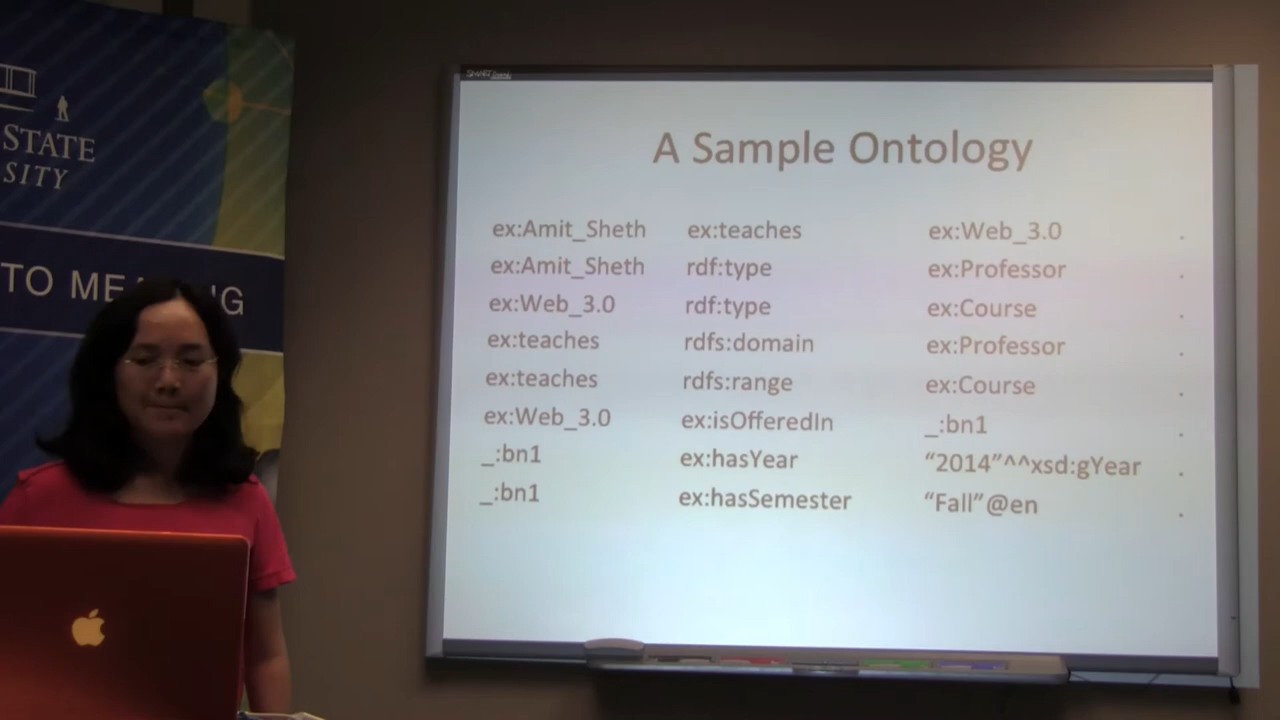 STATE
SITY
TO ME
G
SMART Board
A Sample Ontology
ex:Amit_Sheth ex:teaches ex:Web_3.0 .
ex:Amit_Sheth rdf:type ex:Professor .
ex:Web_3.0 rdf:type ex:Course .
ex:teaches rdfs:domain ex:Professor .
ex:teaches rdfs:range ex:Course .
ex:Web_3.0 ex:isOfferedIn _:bn1 .
_:bn1 ex:hasYear “2014”^^xsd:gYear .
_:bn1 ex:hasSemester “Fall”@en .